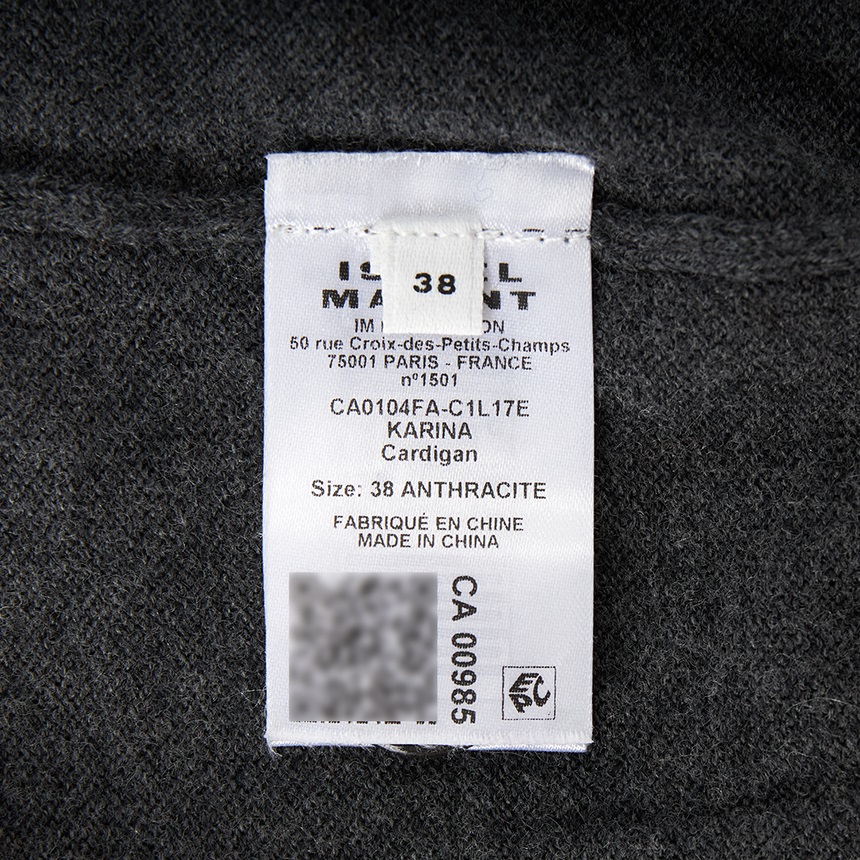 38
50 rue Croix-des-Petits-Champs
75001 PARIS - FRANCE
nº1501
CA0104FA-C1L17E
KARINA
Cardigan
Size: 38 ANTHRACITE
FABRIQUÉ EN CHINE
MADE IN CHINA
CA 00985
EPC